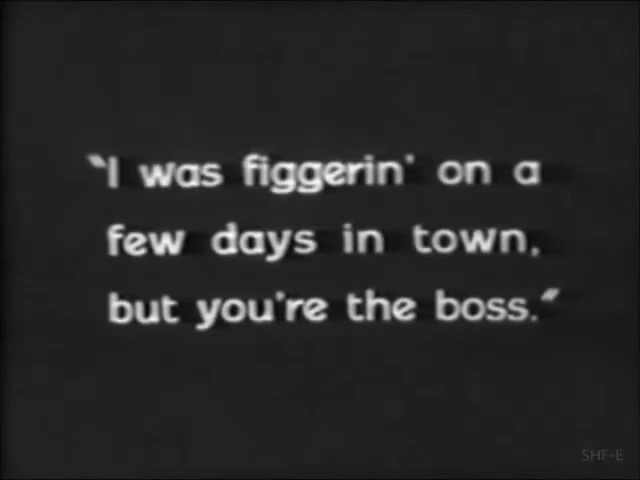 "I was figgerin' on a
few days in town,
but you're the boss."
SHF-E